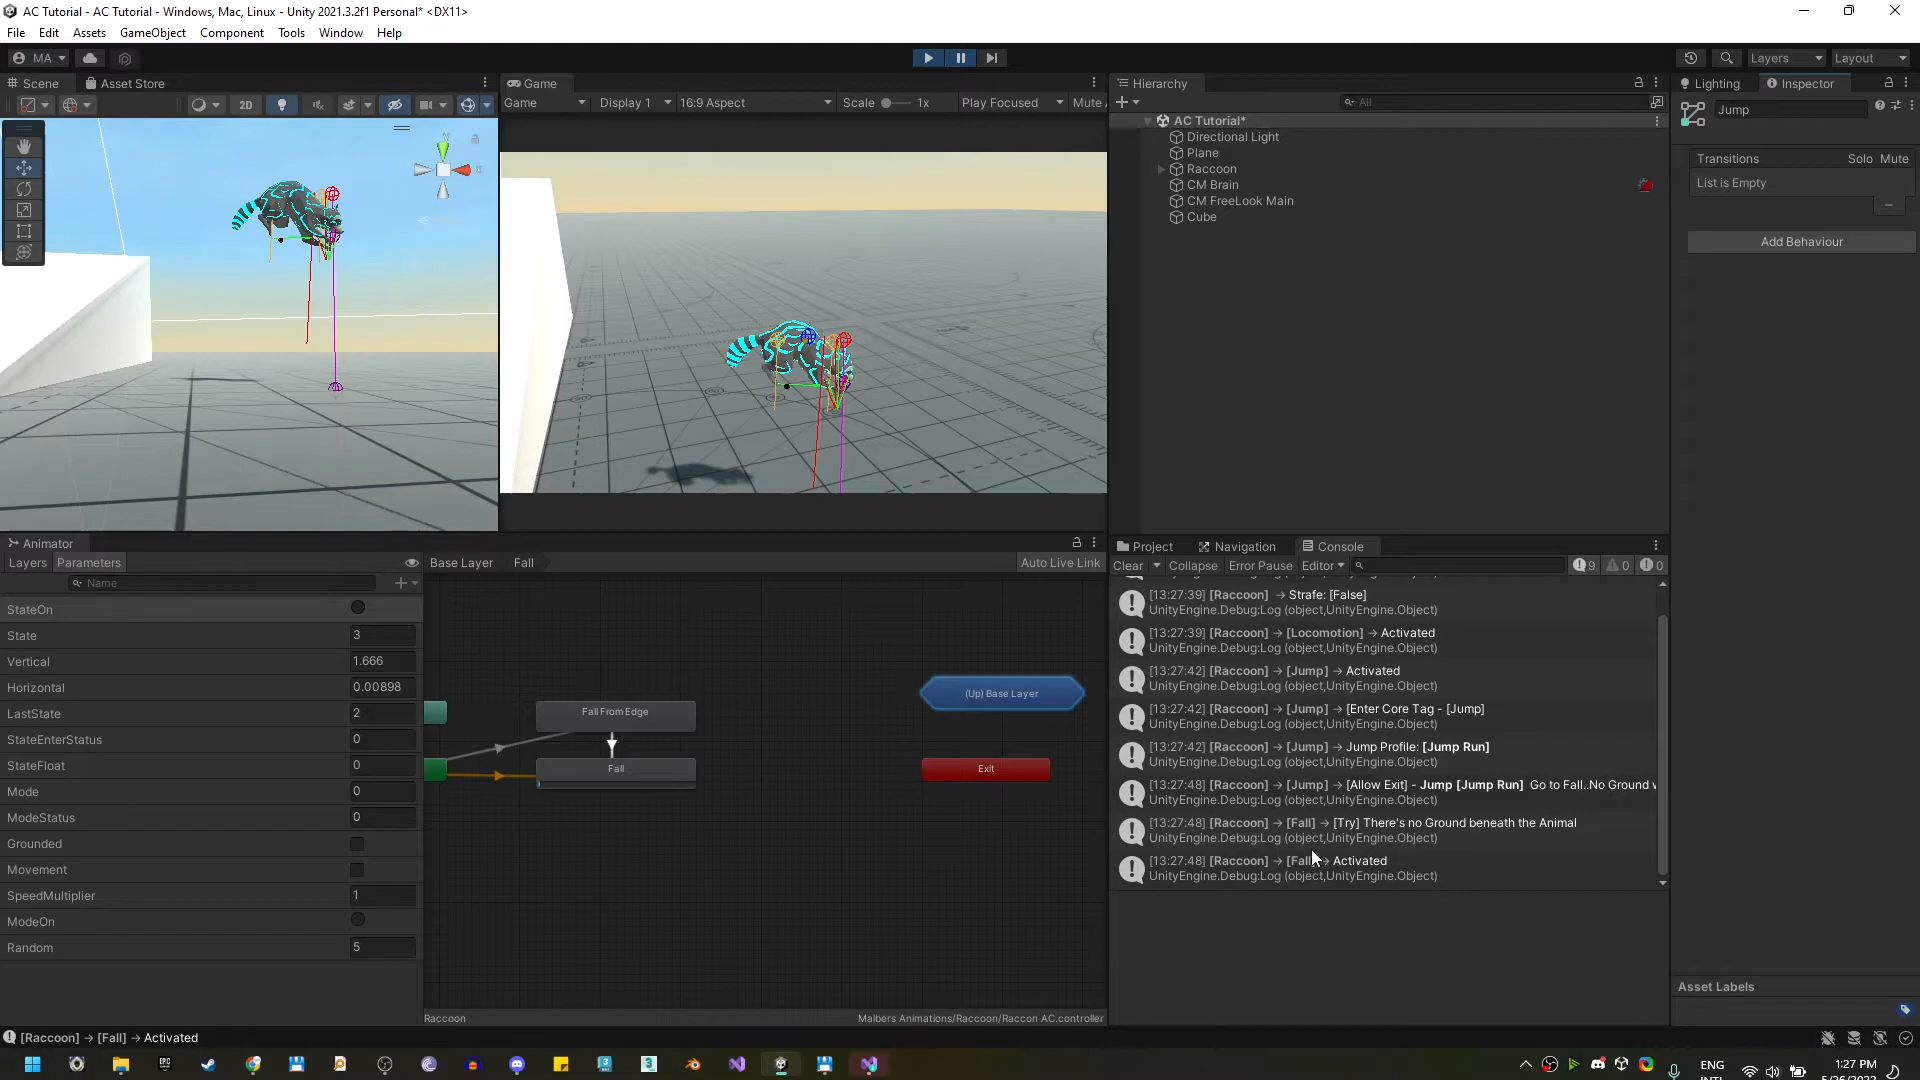 AC Tutorial - AC Tutorial - Windows, Mac, Linux - Unity 2021.3.2f1 Personal* <DX11>
File Edit Assets GameObject Component Tools Window Help
MA Layers Layout
Scene Asset Store
2D
Game
Game Display 1 16:9 Aspect Scale 1x Play Focused Mute
Hierarchy
All
AC Tutorial*
Directional Light
Plane
Raccoon
CM Brain
CM FreeLook Main
Cube
Lighting Inspector
Jump
Transitions Solo Mute
List is Empty
Add Behaviour
Asset Labels
Animator
Layers Parameters
Name
StateOn
State 3
Vertical 1.666
Horizontal 0.00898
LastState 2
StateEnterStatus 0
StateFloat 0
Mode 0
ModeStatus 0
Grounded
Movement
SpeedMultiplier 1
ModeOn
Random 5
Base Layer Fall Auto Live Link
Fall From Edge
Fall
(Up) Base Layer
Exit
Raccoon Malbers Animations/Raccoon/Raccon AC.controller
Project Navigation Console
Clear Collapse Error Pause Editor 9 0 0
[13:27:39] [Raccoon] → Strafe: [False]
UnityEngine.Debug:Log (object,UnityEngine.Object)
[13:27:39] [Raccoon] → [Locomotion] → Activated
UnityEngine.Debug:Log (object,UnityEngine.Object)
[13:27:42] [Raccoon] → [Jump] → Activated
UnityEngine.Debug:Log (object,UnityEngine.Object)
[13:27:42] [Raccoon] → [Jump] → [Enter Core Tag - [Jump]
UnityEngine.Debug:Log (object,UnityEngine.Object)
[13:27:42] [Raccoon] → [Jump] → Jump Profile: [Jump Run]
UnityEngine.Debug:Log (object,UnityEngine.Object)
[13:27:48] [Raccoon] → [Jump] → [Allow Exit] - Jump [Jump Run] Go to Fall..No Ground
UnityEngine.Debug:Log (object,UnityEngine.Object)
[13:27:48] [Raccoon] → [Fall] → [Try] There's no Ground beneath the Animal
UnityEngine.Debug:Log (object,UnityEngine.Object)
[13:27:48] [Raccoon] → [Fall] → Activated
UnityEngine.Debug:Log (object,UnityEngine.Object)
[Raccoon] → [Fall] → Activated
ENG
1:27 PM